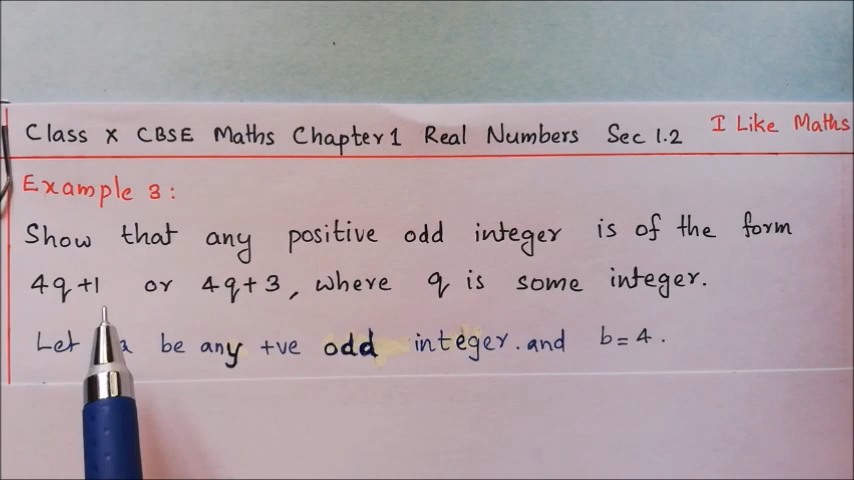 Class X CBSE Maths Chapter 1 Real Numbers Sec 1.2 I Like Maths
Example 3:
Show that any positive odd integer is of the form
4q+1 or 4q+3, where q is some integer.
Let a be any +ve odd integer. and b=4.